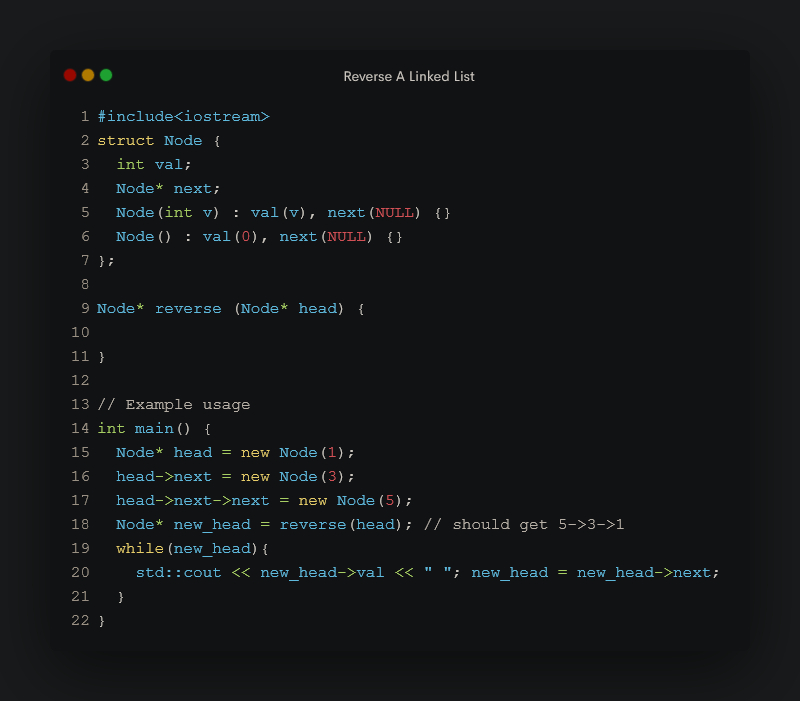 Reverse A Linked List
1 #include<iostream>
2 struct Node {
3   int val;
4   Node* next;
5   Node(int v) : val(v), next(NULL) {}
6   Node() : val(0), next(NULL) {}
7 };
8
9 Node* reverse (Node* head) {
10
11 }
12
13 // Example usage
14 int main() {
15   Node* head = new Node(1);
16   head->next = new Node(3);
17   head->next->next = new Node(5);
18   Node* new_head = reverse(head); // should get 5->3->1
19   while(new_head){
20     std::cout << new_head->val << " "; new_head = new_head->next;
21   }
22 }